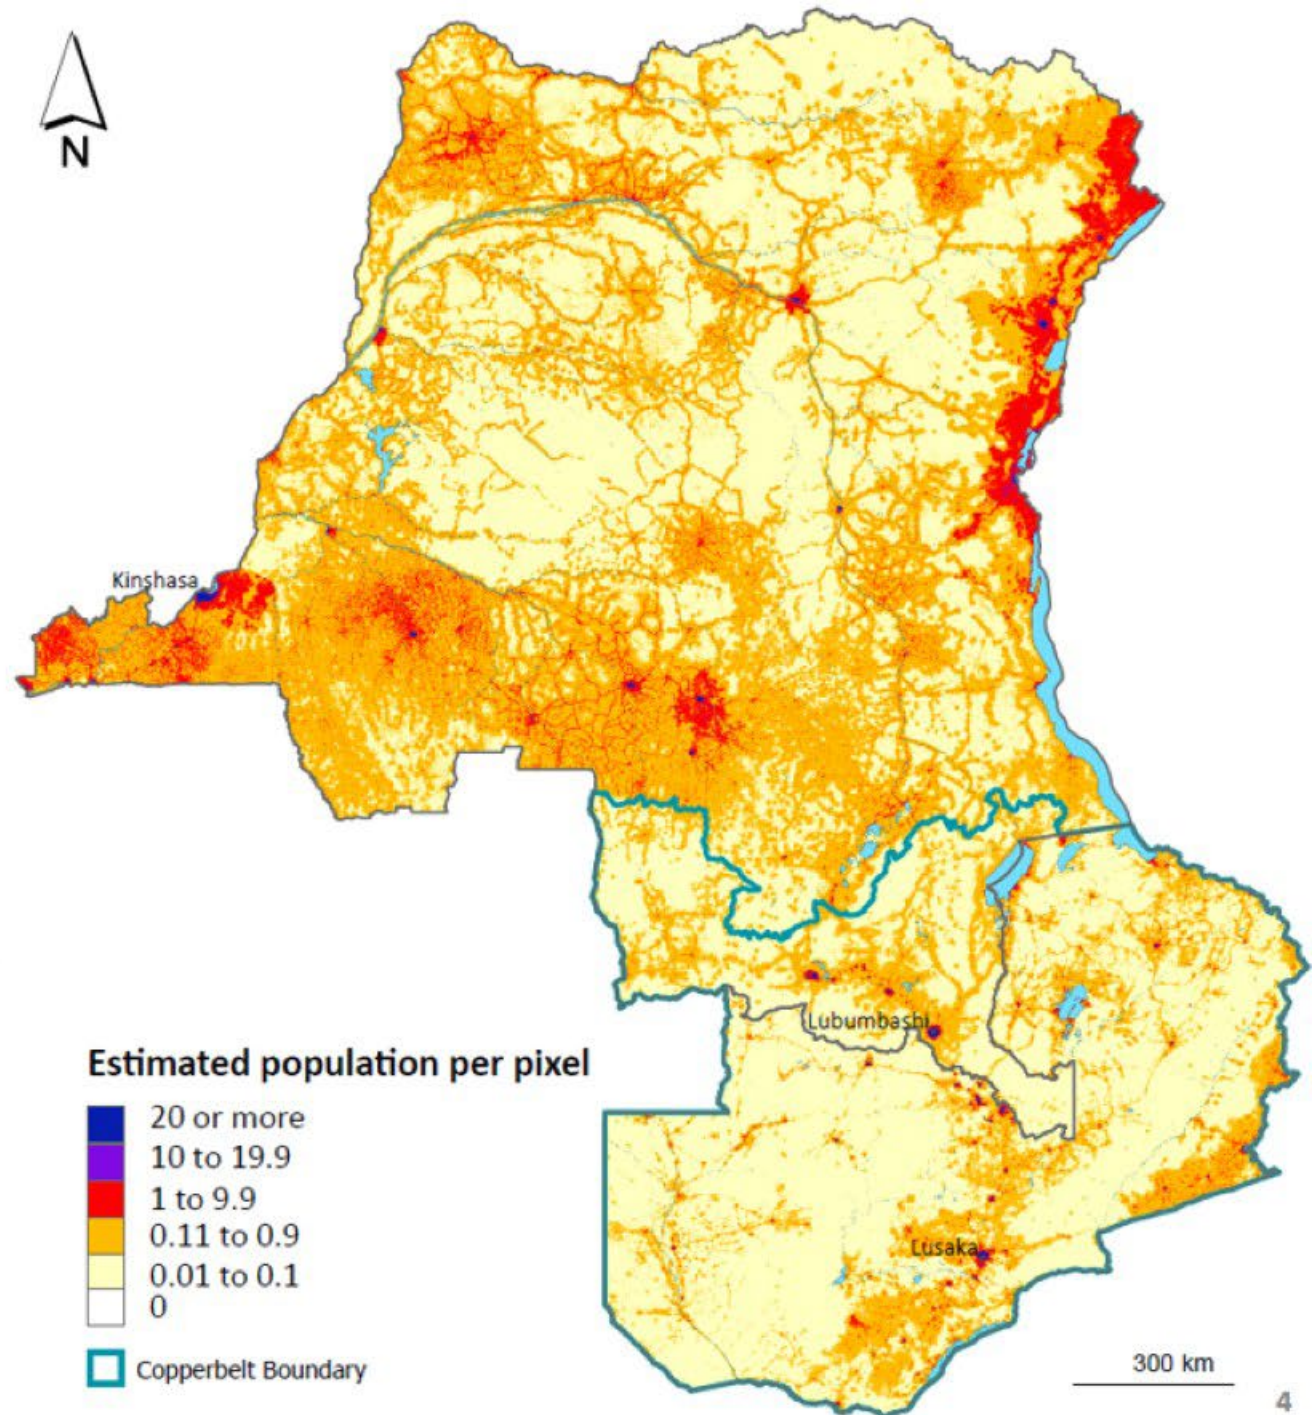 N
Kinshasa
Lubumbashi
Lusaka
Estimated population per pixel
20 or more
10 to 19.9
1 to 9.9
0.11 to 0.9
0.01 to 0.1
0
Copperbelt Boundary
300 km
4